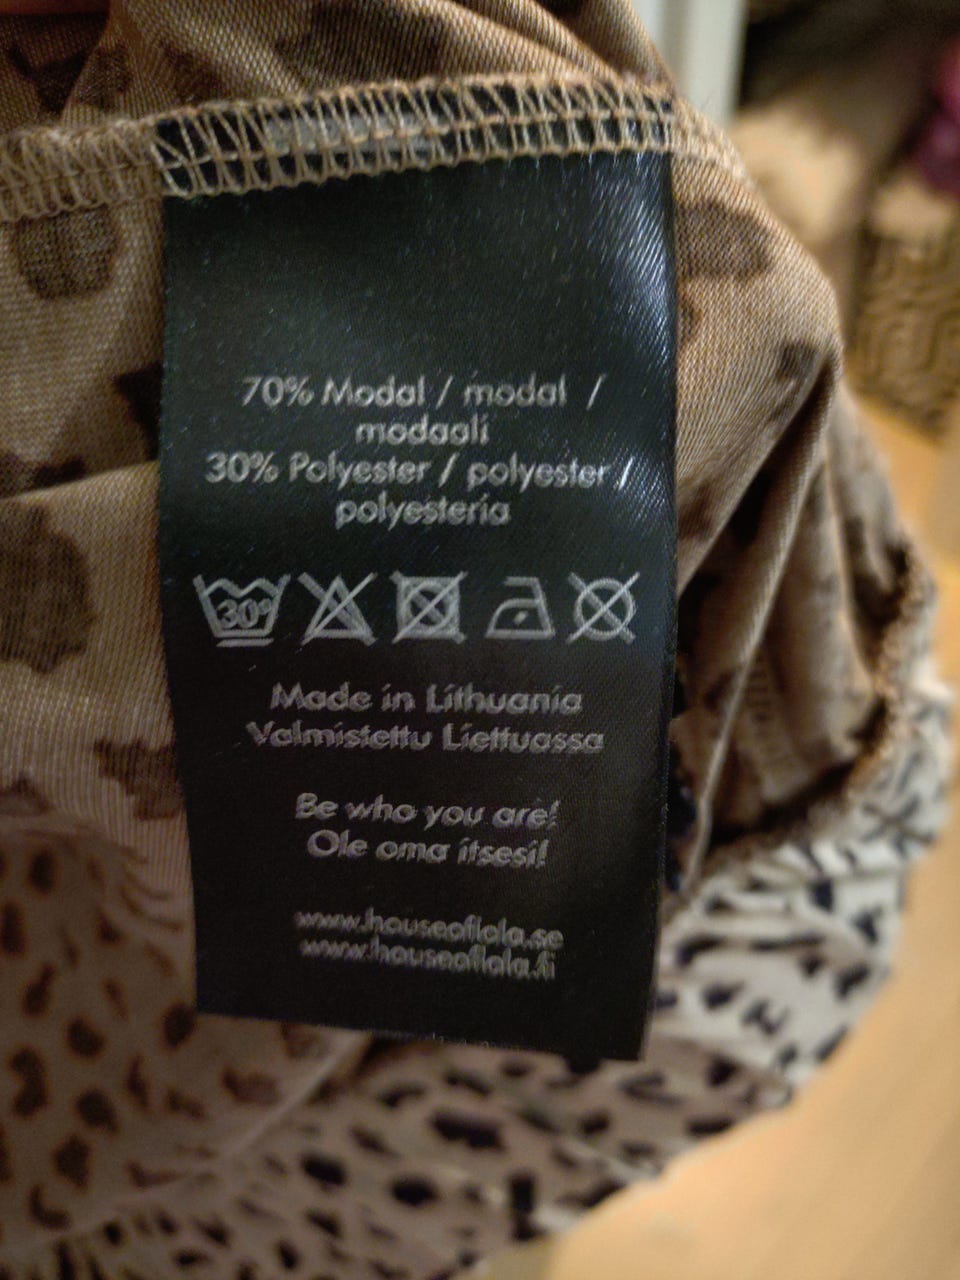 70% Modal / modal /
modaali
30% Polyester / polyester /
polyesteria
30°
Made in Lithuania
Valmistettu Liettuassa
Be who you are!
Ole oma itsesi!
www.houseoflola.se
www.houseoflola.fi